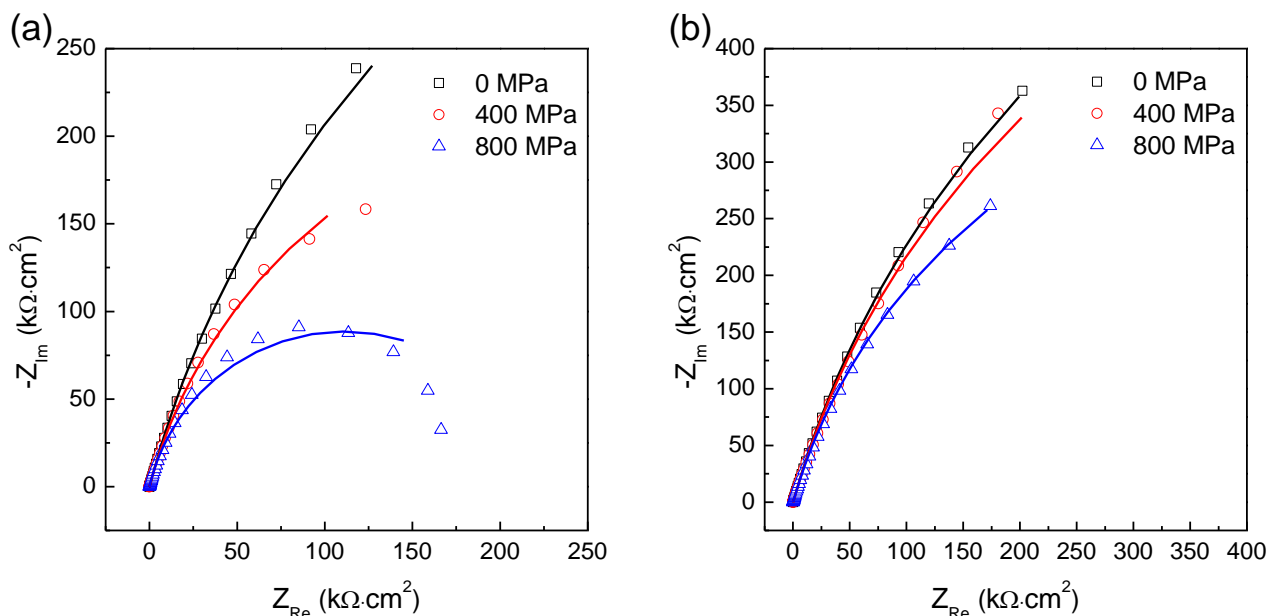 (a)
250
200
150
100
50
0
0 50 100 150 200 250
-Z_Im (kΩ·cm²)
Z_Re (kΩ·cm²)
0 MPa
400 MPa
800 MPa
(b)
400
350
300
250
200
150
100
50
0
0 50 100 150 200 250 300 350 400
-Z_Im (kΩ·cm²)
Z_Re (kΩ·cm²)
0 MPa
400 MPa
800 MPa